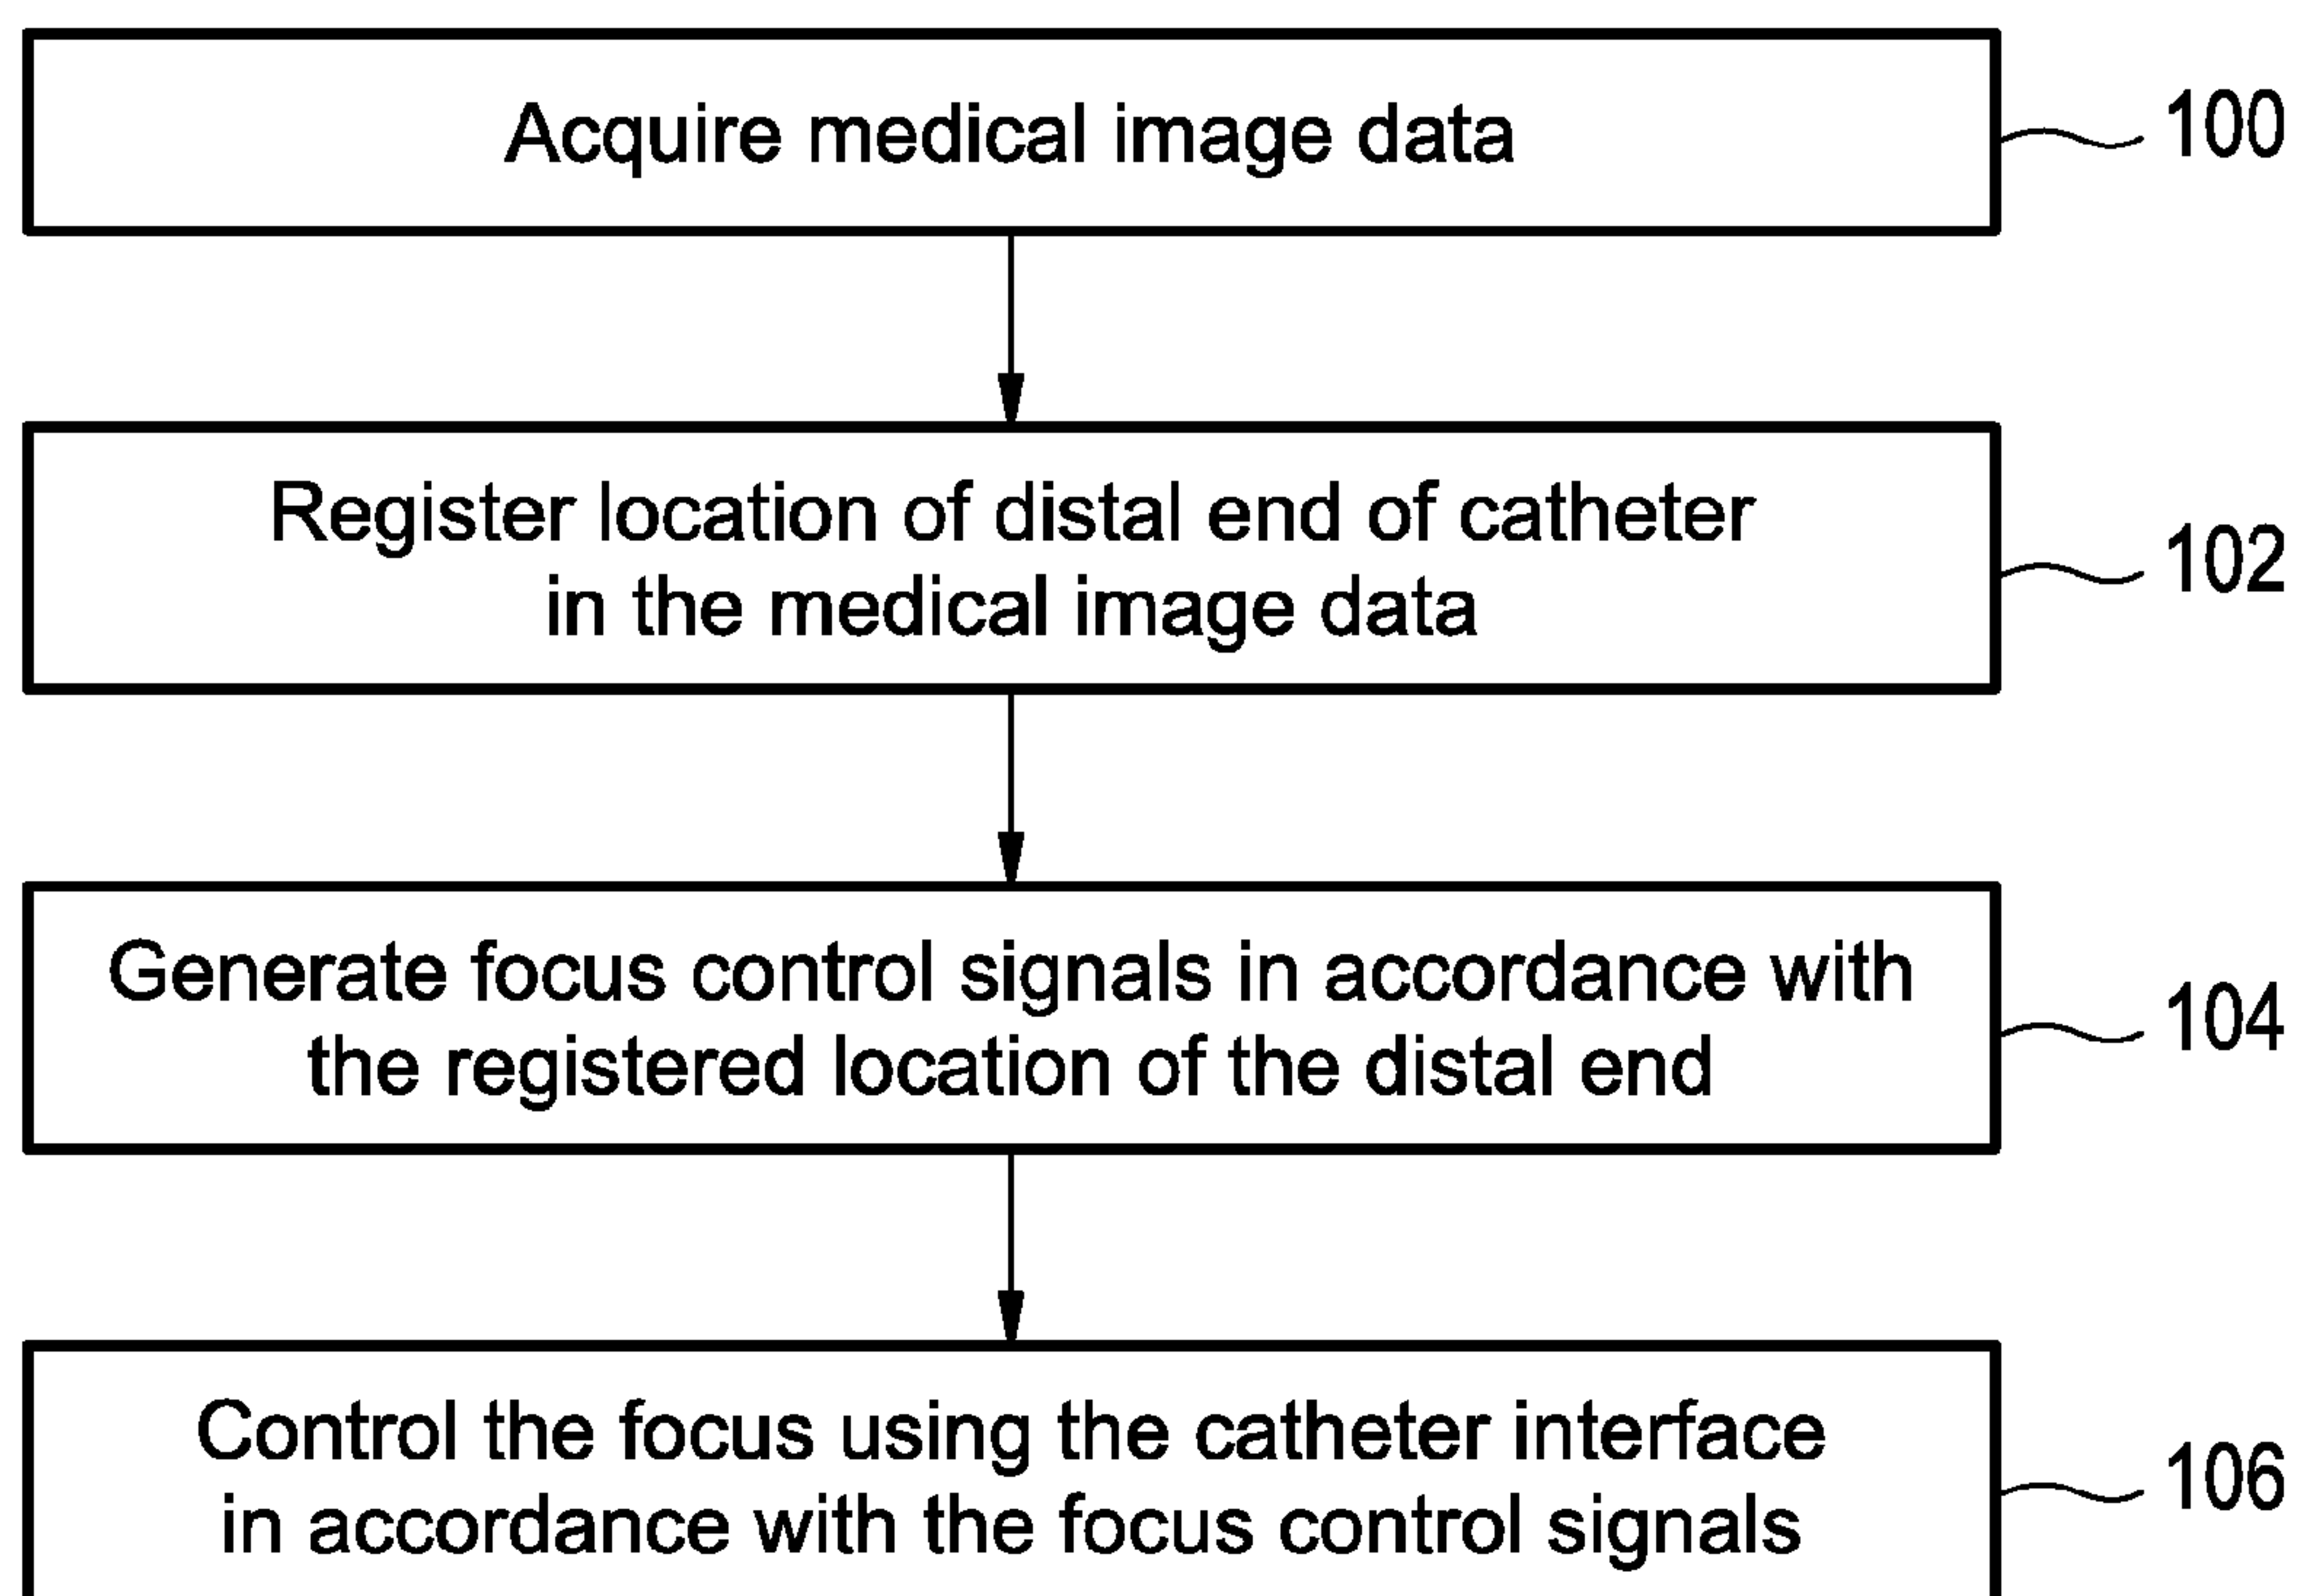 Acquire medical image data
100
Register location of distal end of catheter
in the medical image data
102
Generate focus control signals in accordance with
the registered location of the distal end
104
Control the focus using the catheter interface
in accordance with the focus control signals
106